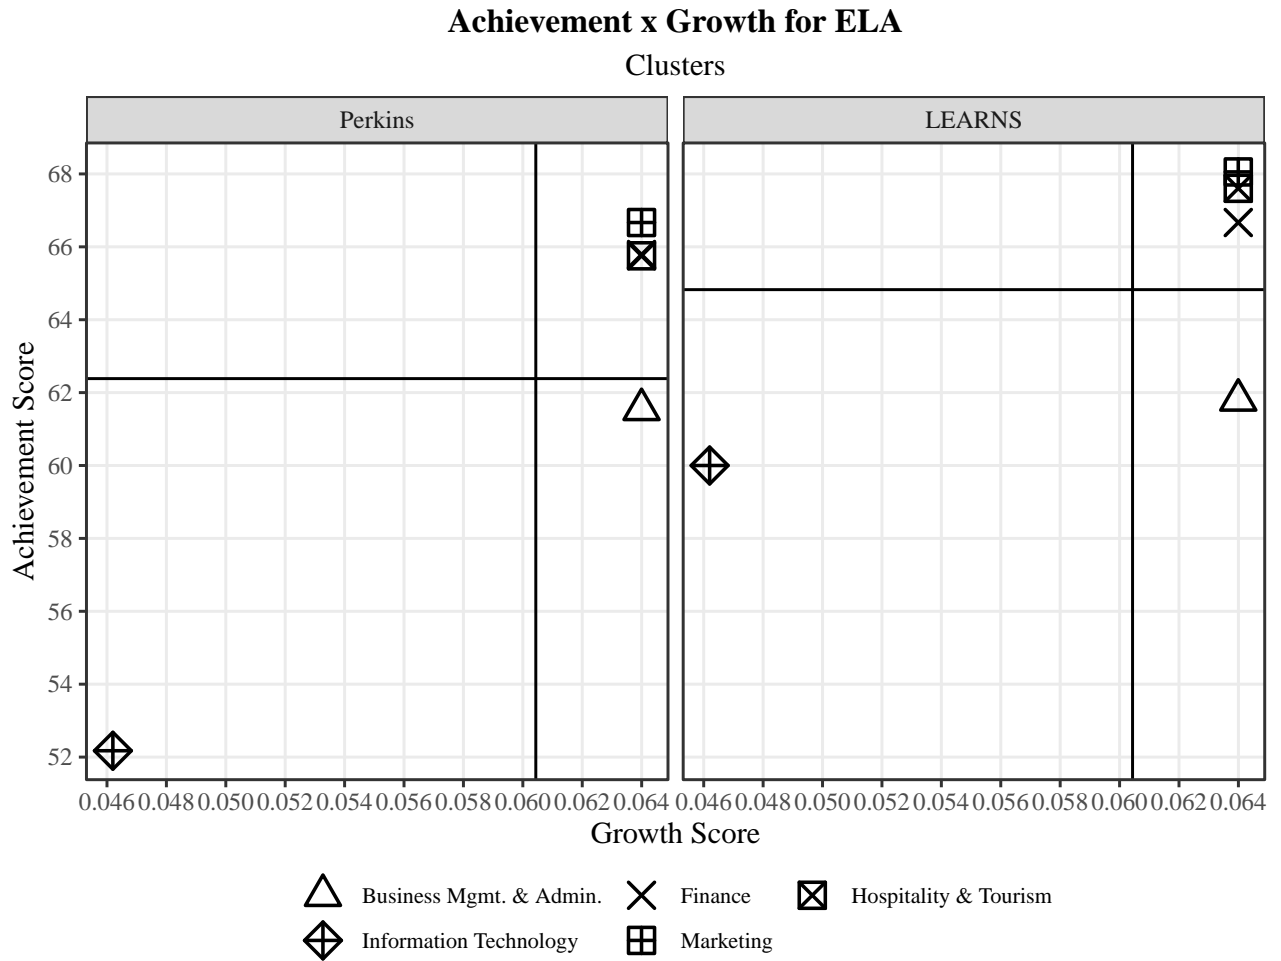 Achievement x Growth for ELA
Clusters
Perkins LEARNS
68
66
64
62
60
58
56
54
52
Achievement Score
0.046 0.048 0.050 0.052 0.054 0.056 0.058 0.060 0.062 0.064 0.046 0.048 0.050 0.052 0.054 0.056 0.058 0.060 0.062 0.064
Growth Score
Business Mgmt. & Admin. Finance Hospitality & Tourism
Information Technology Marketing